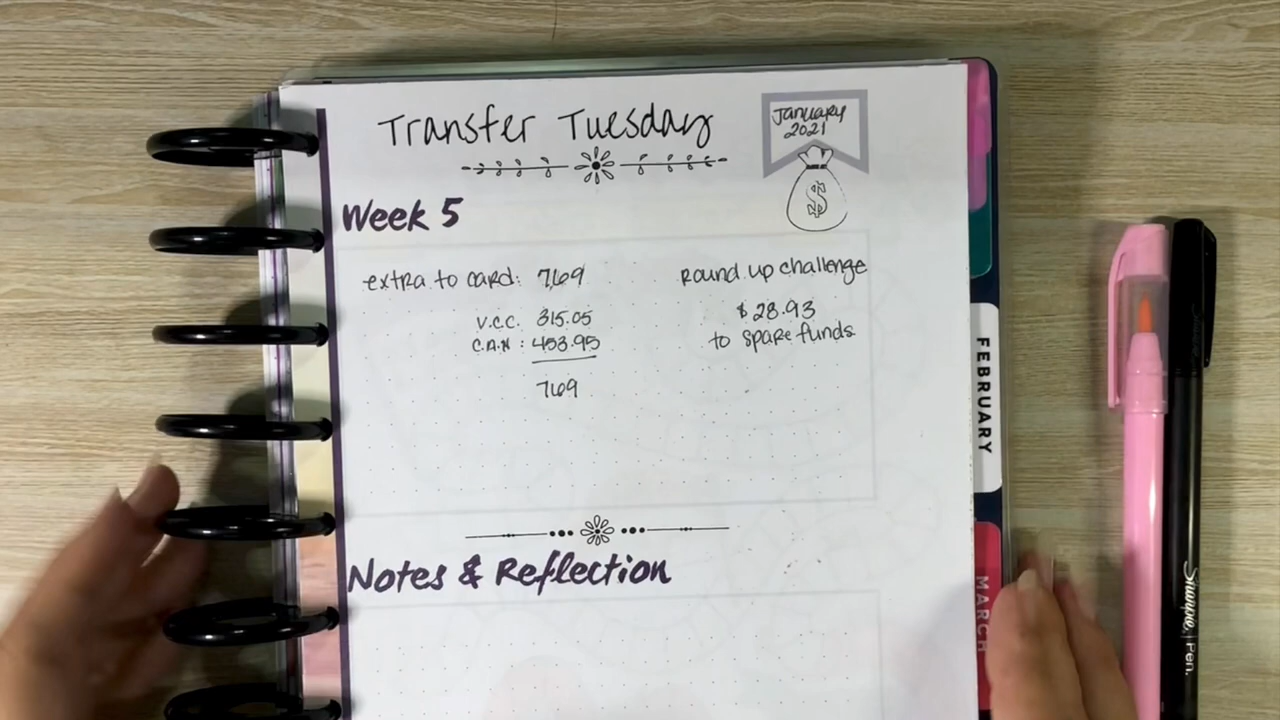 Transfer Tuesday
January
2021
$
Week 5
extra to card: 769
V.C.C. 315.05
C.A.N: 453.95
769
Round up challenge
$28.93
to spare funds
Notes & Reflection
FEBRUARY
MARCH
Sharpie Pen.